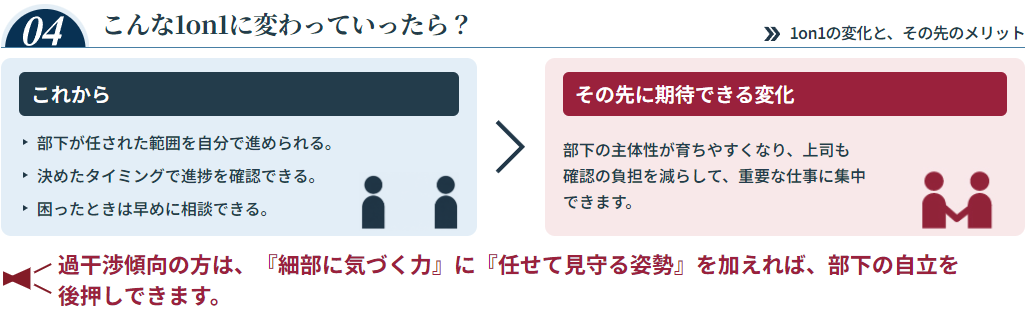 04 こんな1on1に変わっていったら？
1on1の変化と、その先のメリット
これから
部下が任された範囲を自分で進められる。
決めたタイミングで進捗を確認できる。
困ったときは早めに相談できる。
その先に期待できる変化
部下の主体性が育ちやすくなり、上司も
確認の負担を減らして、重要な仕事に集中
できます。
過干渉傾向の方は、『細部に気づく力』に『任せて見守る姿勢』を加えれば、部下の自立を
後押しできます。